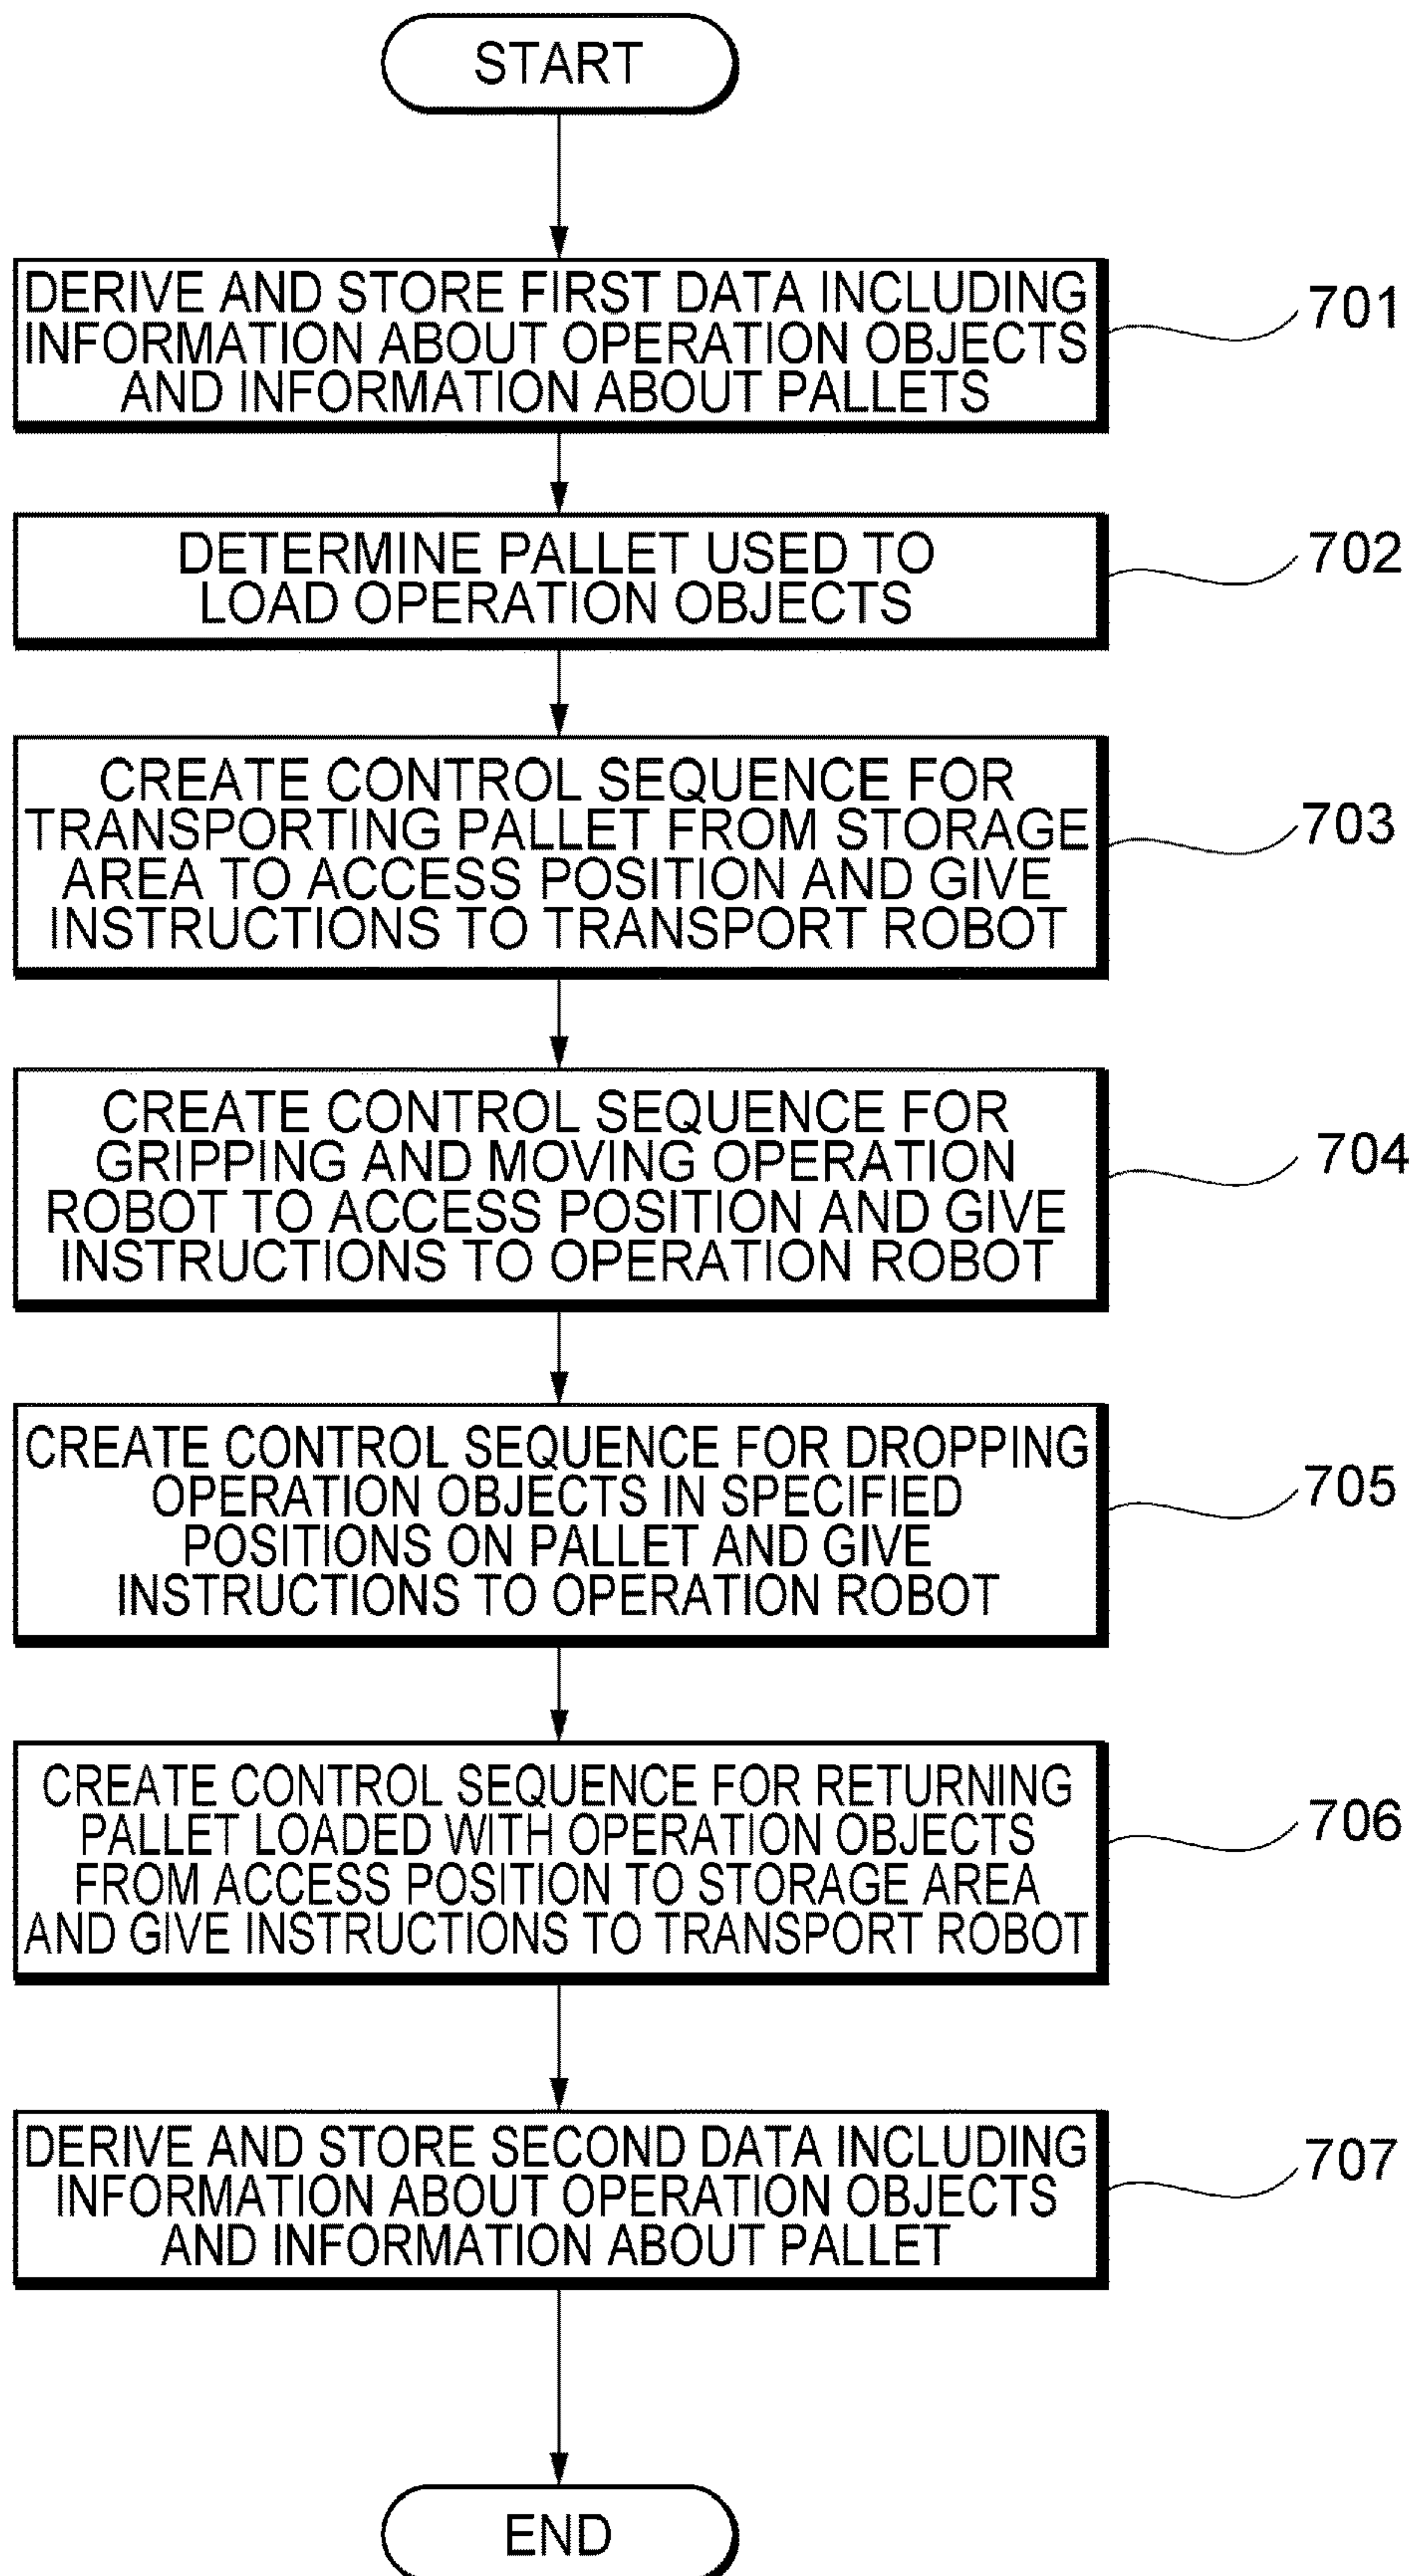 START
DERIVE AND STORE FIRST DATA INCLUDING
INFORMATION ABOUT OPERATION OBJECTS
AND INFORMATION ABOUT PALLETS
701
DETERMINE PALLET USED TO
LOAD OPERATION OBJECTS
702
CREATE CONTROL SEQUENCE FOR
TRANSPORTING PALLET FROM STORAGE
AREA TO ACCESS POSITION AND GIVE
INSTRUCTIONS TO TRANSPORT ROBOT
703
CREATE CONTROL SEQUENCE FOR
GRIPPING AND MOVING OPERATION
ROBOT TO ACCESS POSITION AND GIVE
INSTRUCTIONS TO OPERATION ROBOT
704
CREATE CONTROL SEQUENCE FOR DROPPING
OPERATION OBJECTS IN SPECIFIED
POSITIONS ON PALLET AND GIVE
INSTRUCTIONS TO OPERATION ROBOT
705
CREATE CONTROL SEQUENCE FOR RETURNING
PALLET LOADED WITH OPERATION OBJECTS
FROM ACCESS POSITION TO STORAGE AREA
AND GIVE INSTRUCTIONS TO TRANSPORT ROBOT
706
DERIVE AND STORE SECOND DATA INCLUDING
INFORMATION ABOUT OPERATION OBJECTS
AND INFORMATION ABOUT PALLET
707
END